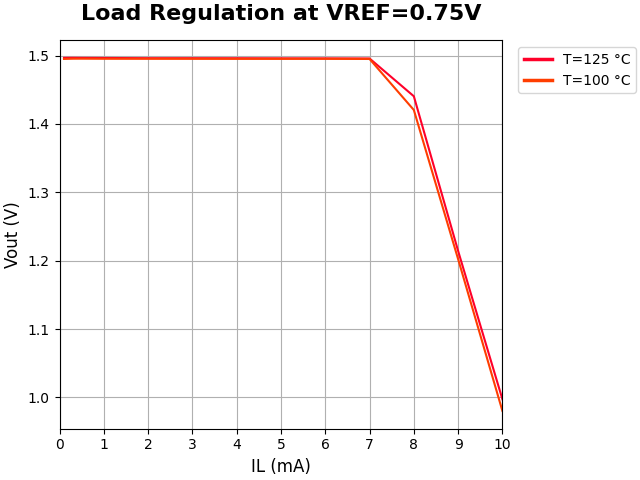 Load Regulation at VREF=0.75V
T=125 °C
T=100 °C
1.5
1.4
1.3
1.2
1.1
1.0
Vout (V)
0 1 2 3 4 5 6 7 8 9 10
IL (mA)